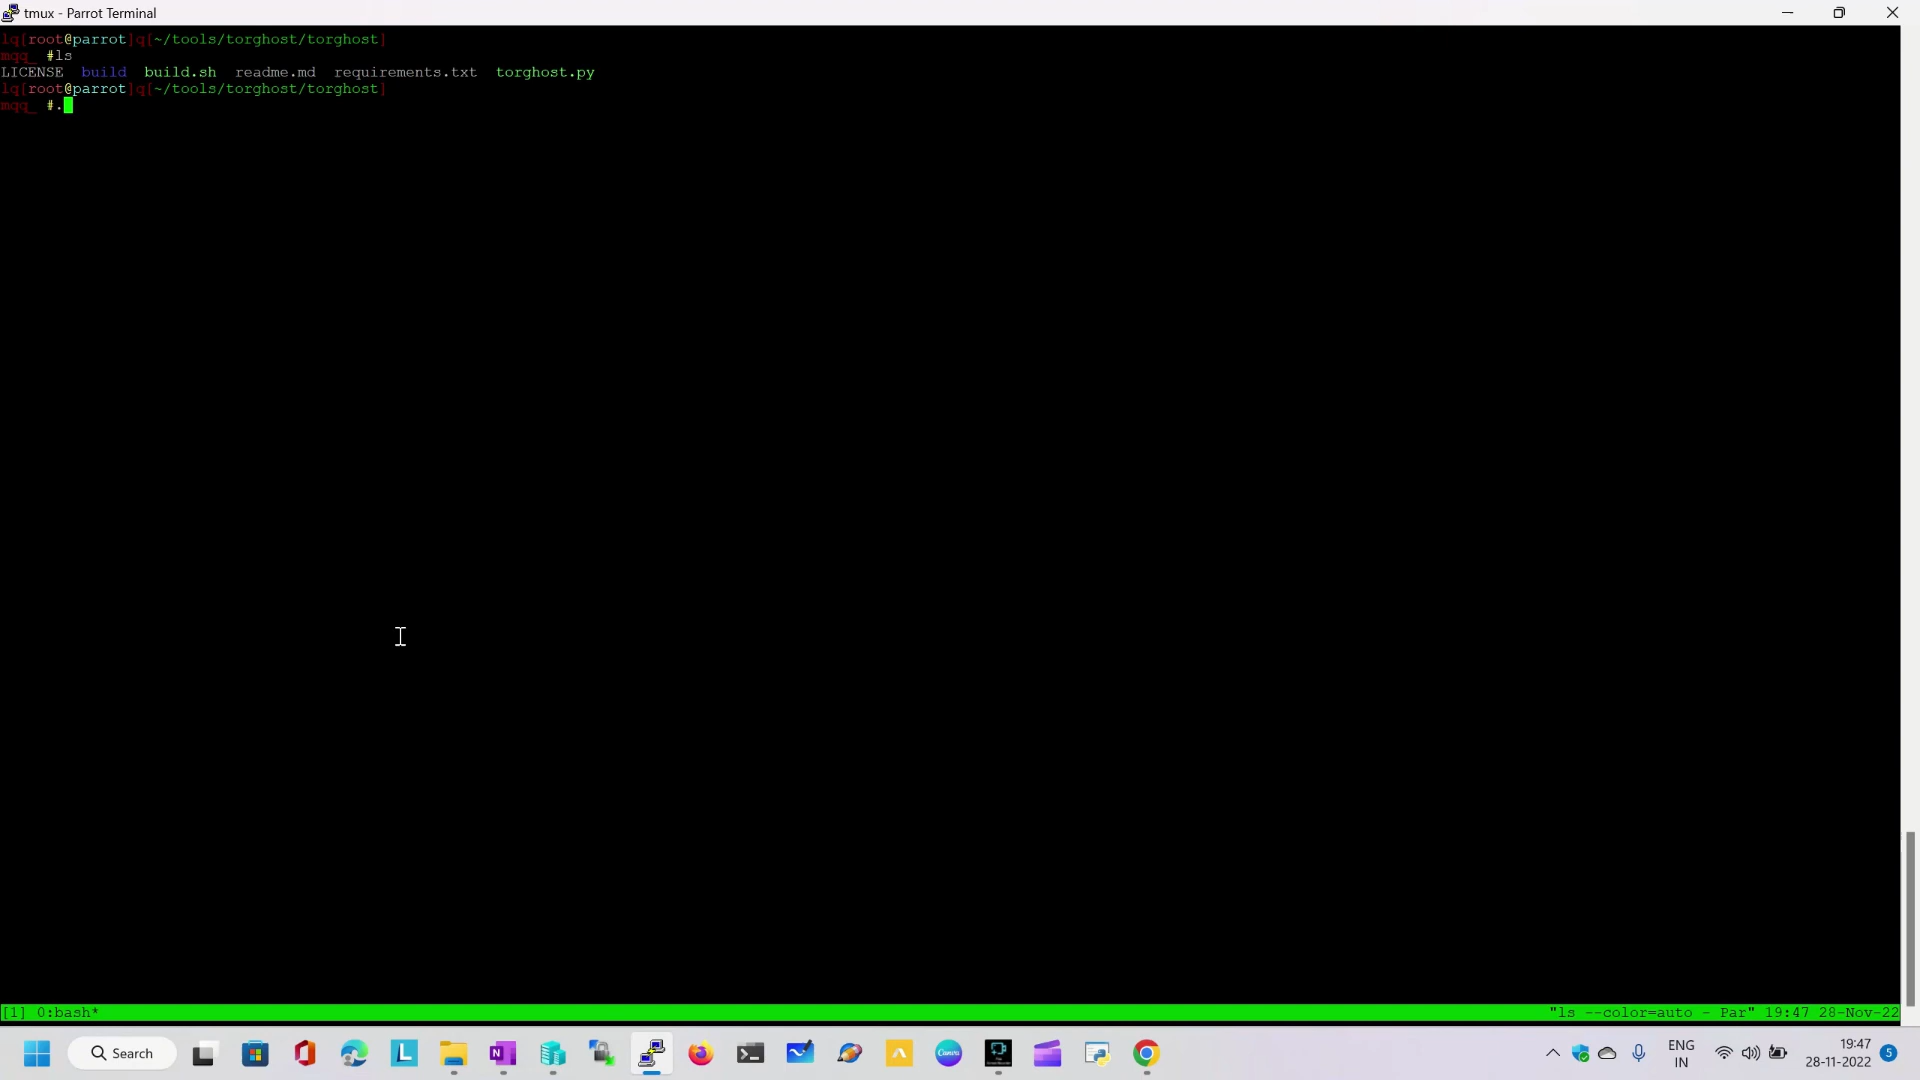 tmux - Parrot Terminal
lq[root@parrot]q[~/tools/torghost/torghost]
mqq_ #ls
LICENSE build build.sh readme.md requirements.txt torghost.py
lq[root@parrot]q[~/tools/torghost/torghost]
mqq_ #.
[1] 0:bash* "ls --color=auto - Par" 19:47 28-Nov-22
Search
ENG
IN
19:47
28-11-2022
5
L
N
Canva